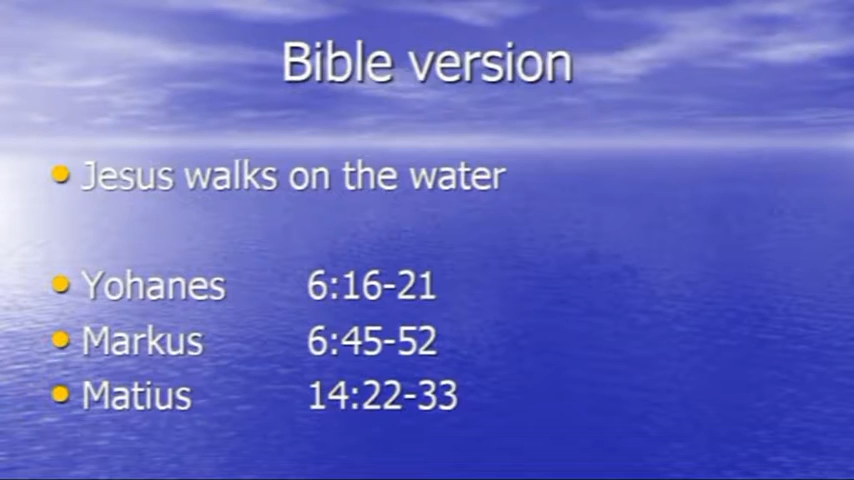 Bible version
Jesus walks on the water
Yohanes 6:16-21
Markus 6:45-52
Matius 14:22-33